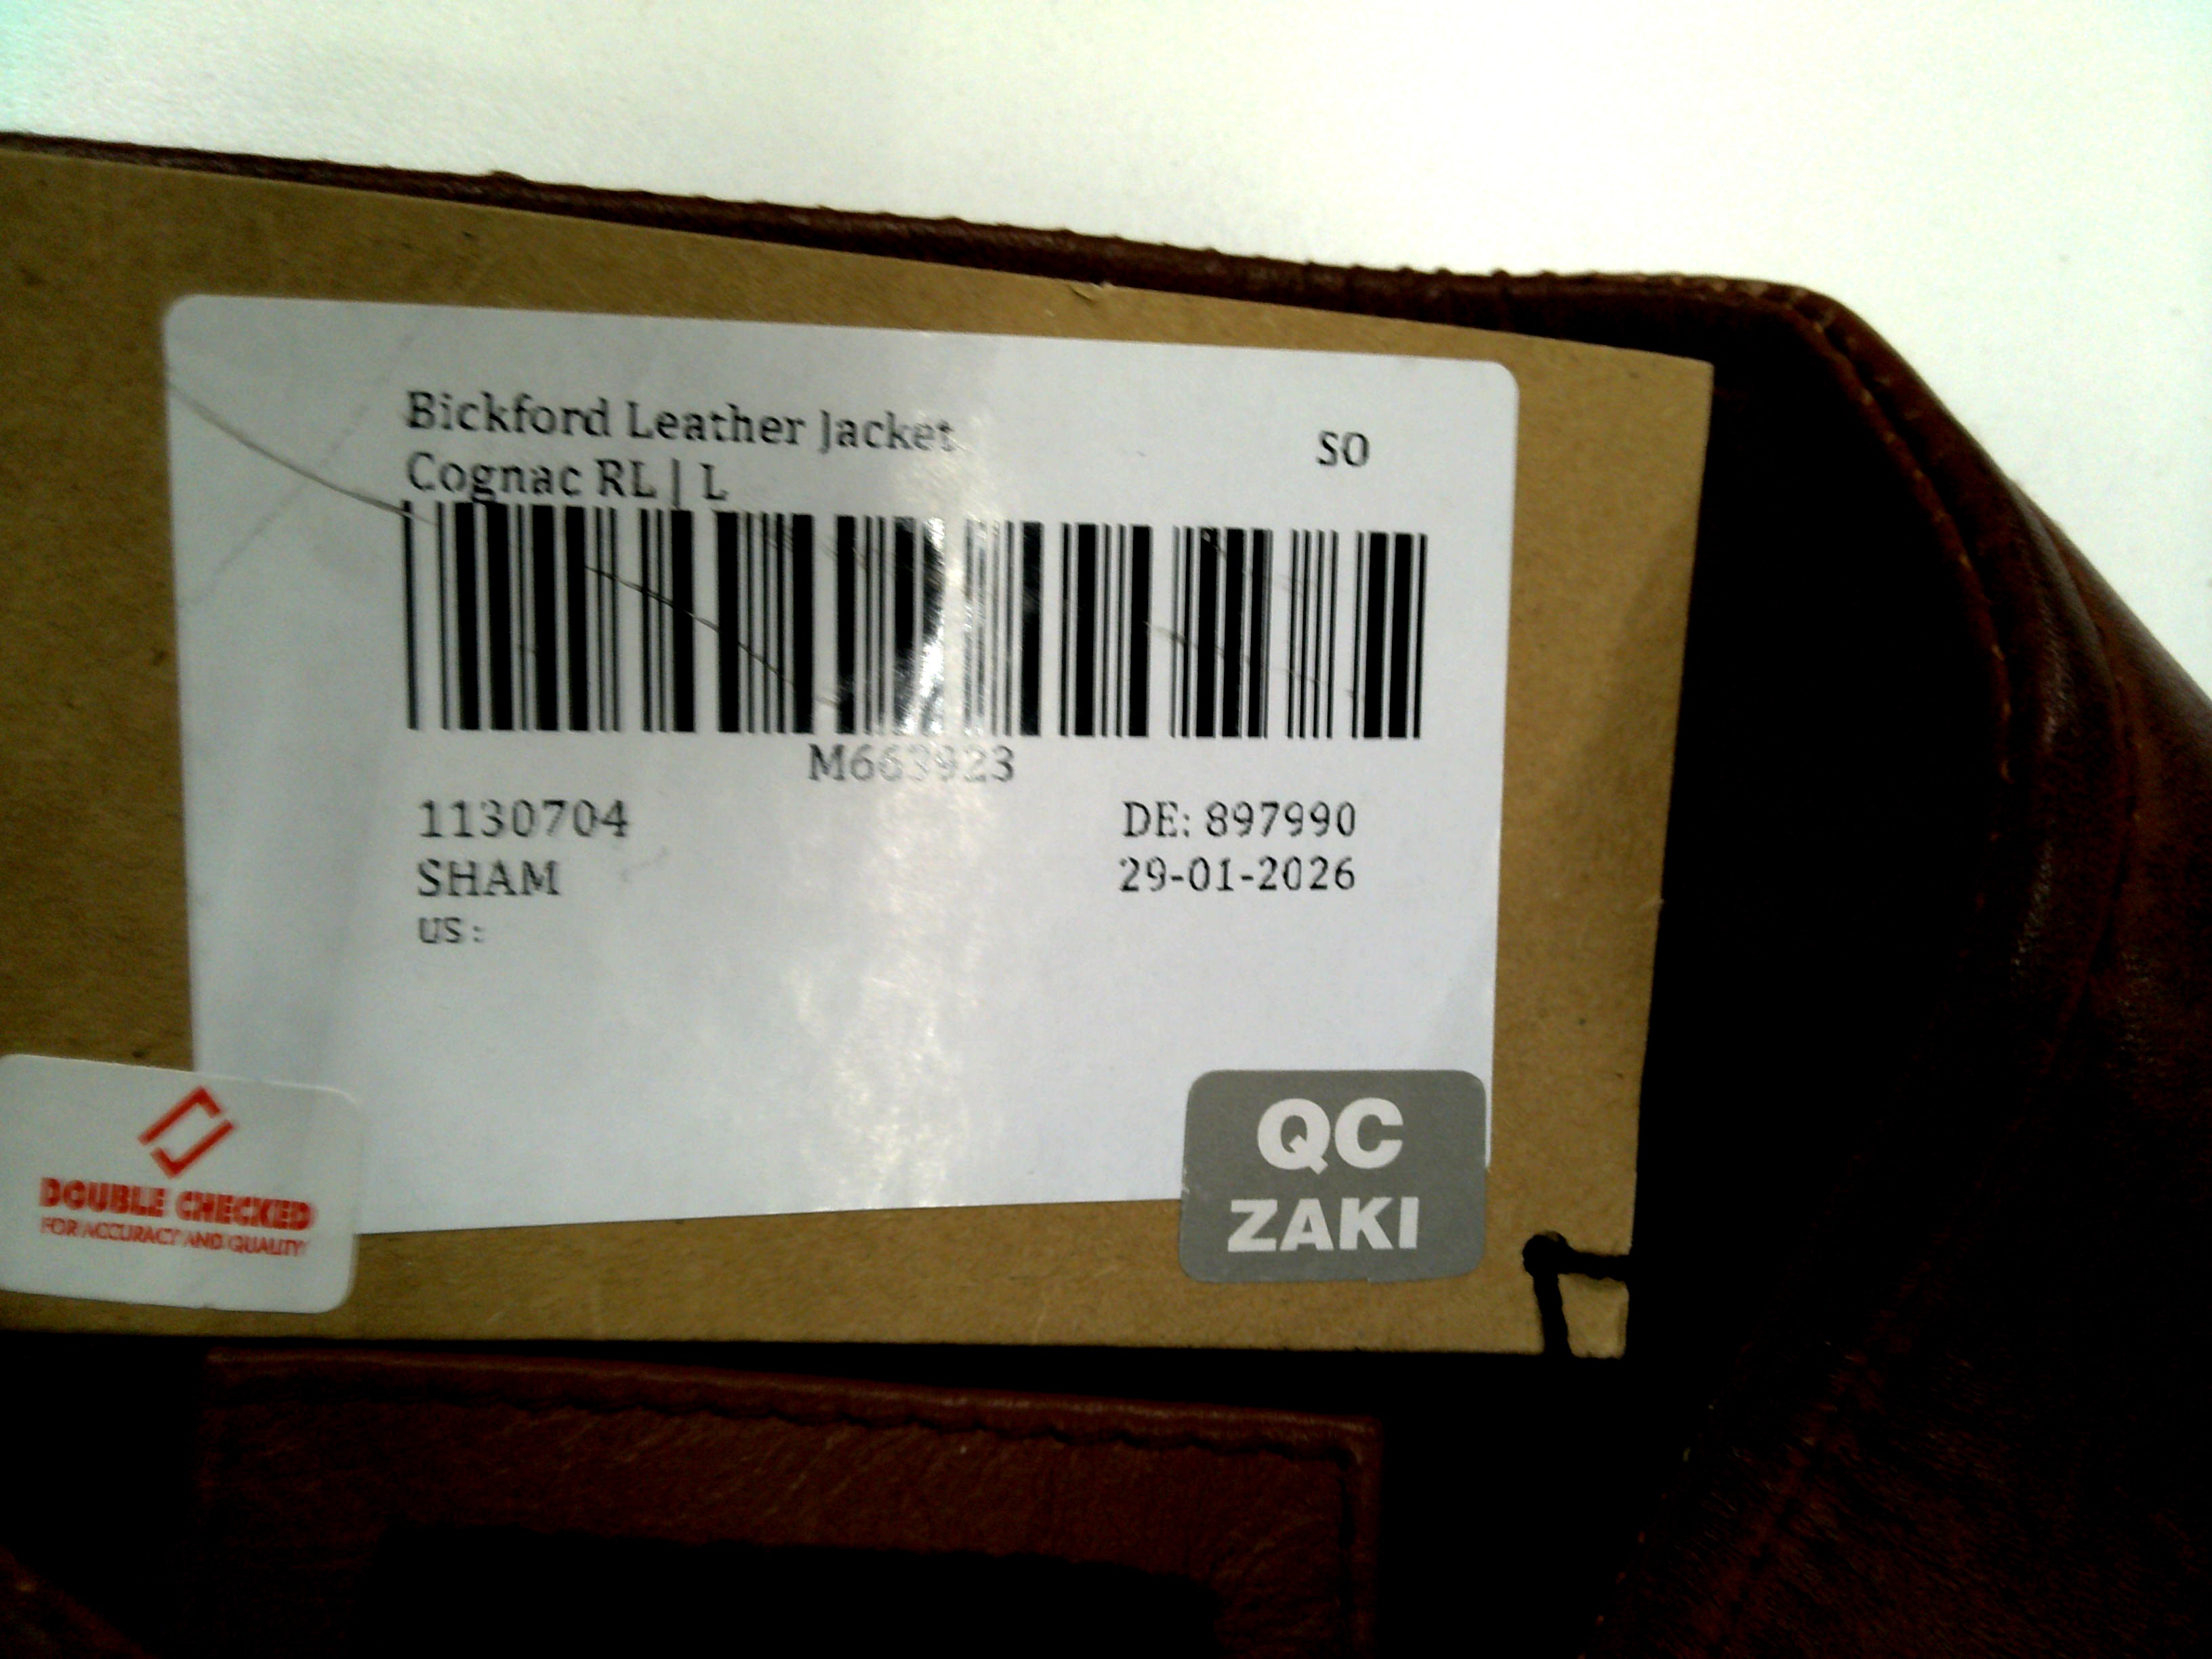 Bickford Leather Jacket
SO
Cognac RL | L
M663923
1130704
DE: 897990
SHAM
29-01-2026
US:
DOUBLE CHECKED
FOR ACCURACY AND QUALITY
QC
ZAKI